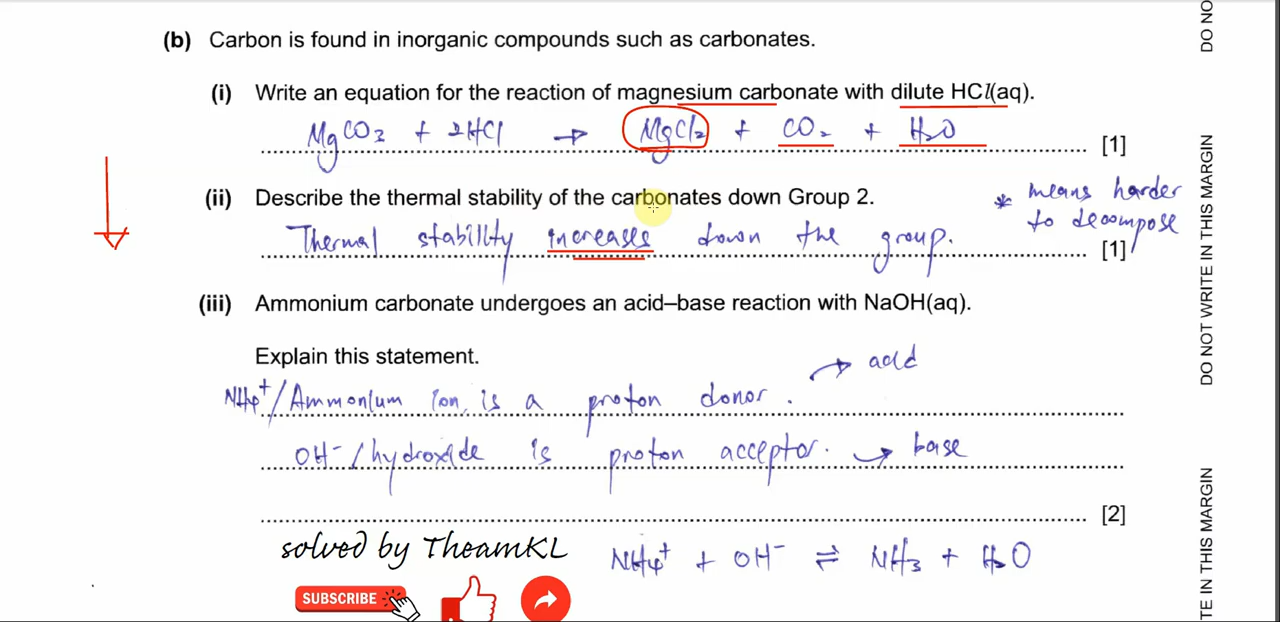 DO NO
(b) Carbon is found in inorganic compounds such as carbonates.
(i) Write an equation for the reaction of magnesium carbonate with dilute HCl(aq).
MgCO₃ + 2HCl → MgCl₂ + CO₂ + H₂O [1]
(ii) Describe the thermal stability of the carbonates down Group 2.
* means harder
to decompose
Thermal stability increases down the group. [1]
DO NOT WRITE IN THIS MARGIN
(iii) Ammonium carbonate undergoes an acid–base reaction with NaOH(aq).
Explain this statement.
→ acid
NH₄⁺/Ammonium ion is a proton donor.
OH⁻/hydroxide is proton acceptor. → base
[2]
solved by TheamKL
NH₄⁺ + OH⁻ ⇌ NH₃ + H₂O
SUBSCRIBE
TE IN THIS MARGIN